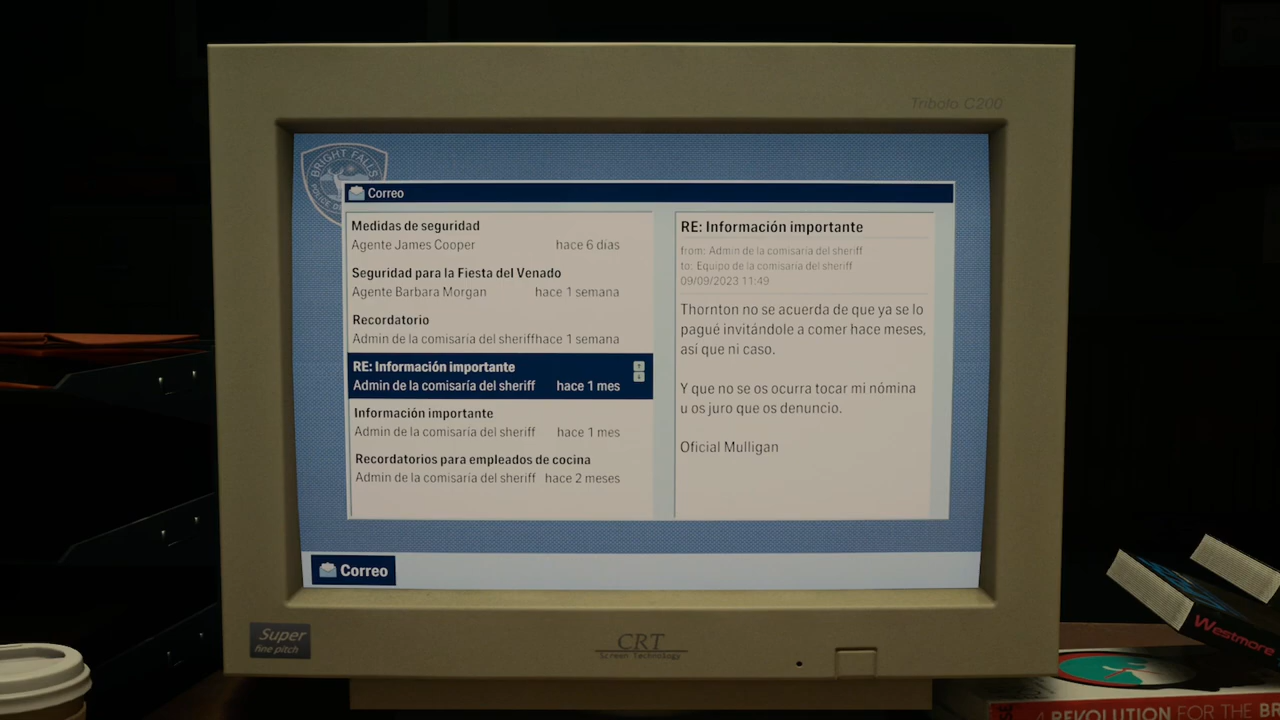 Tribolo C200
BRIGHT FALLS
Correo
Medidas de seguridad
Agente James Cooper hace 6 dias
Seguridad para la Fiesta del Venado
Agente Barbara Morgan hace 1 semana
Recordatorio
Admin de la comisaría del sheriff hace 1 semana
RE: Información importante
Admin de la comisaría del sheriff hace 1 mes
Información importante
Admin de la comisaría del sheriff hace 1 mes
Recordatorios para empleados de cocina
Admin de la comisaría del sheriff hace 2 meses
RE: Información importante
from: Admin de la comisaría del sheriff
to: Equipo de la comisaría del sheriff
09/09/2023 11:49
Thornton no se acuerda de que ya se lo
pagué invitándole a comer hace meses,
así que ni caso.
Y que no se os ocurra tocar mi nómina
u os juro que os denuncio.
Oficial Mulligan
Correo
Super
fine pitch
CRT
Screen Technology
Westmore
REVOLUTION FOR THE BR